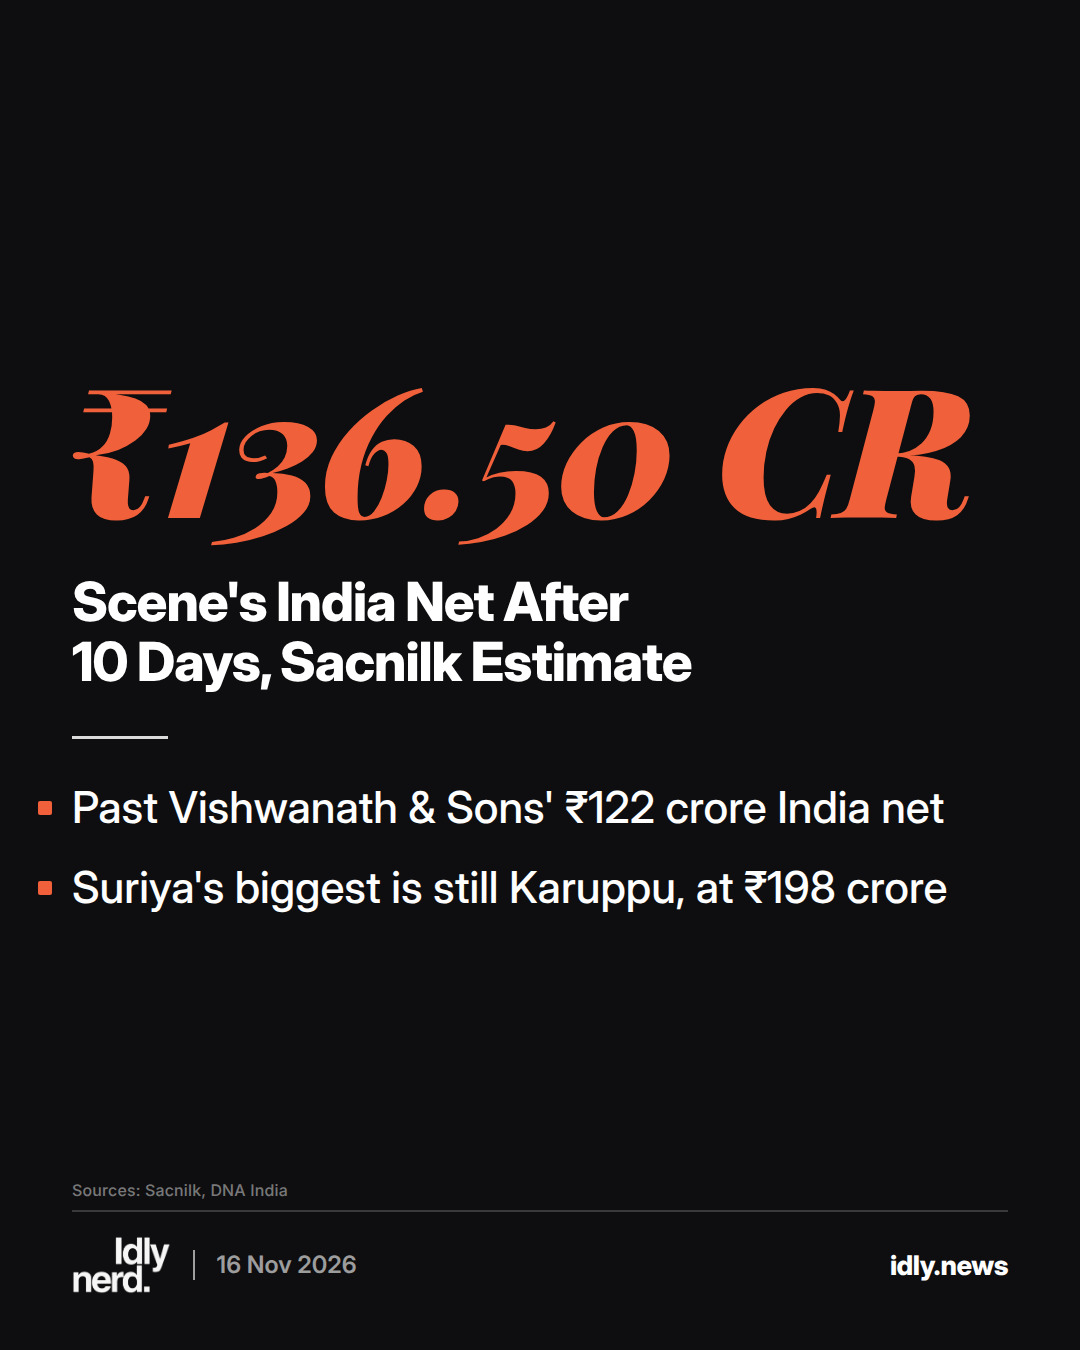 ₹136.50 CR
Scene's India Net After
10 Days, Sacnilk Estimate
Past Vishwanath & Sons' ₹122 crore India net
Suriya's biggest is still Karuppu, at ₹198 crore
Sources: Sacnilk, DNA India
Idly
nerd.
16 Nov 2026
idly.news